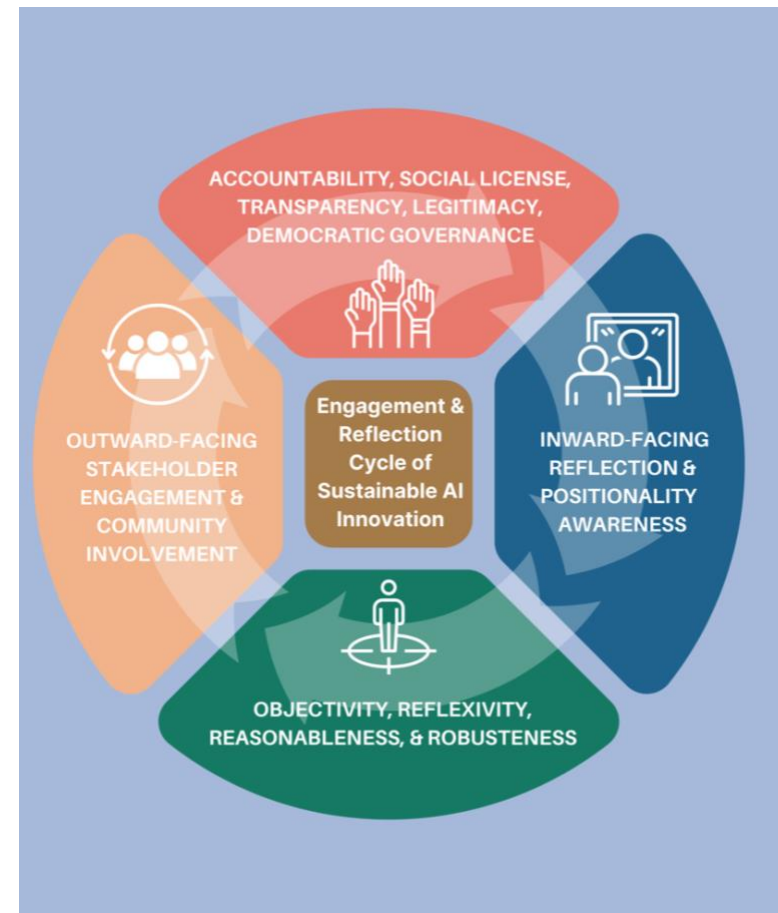 ACCOUNTABILITY, SOCIAL LICENSE,
TRANSPARENCY, LEGITIMACY,
DEMOCRATIC GOVERNANCE
OUTWARD-FACING
STAKEHOLDER
ENGAGEMENT &
COMMUNITY
INVOLVEMENT
Engagement &
Reflection
Cycle of
Sustainable AI
Innovation
INWARD-FACING
REFLECTION &
POSITIONALITY
AWARENESS
OBJECTIVITY, REFLEXIVITY,
REASONABLENESS, & ROBUSTENESS